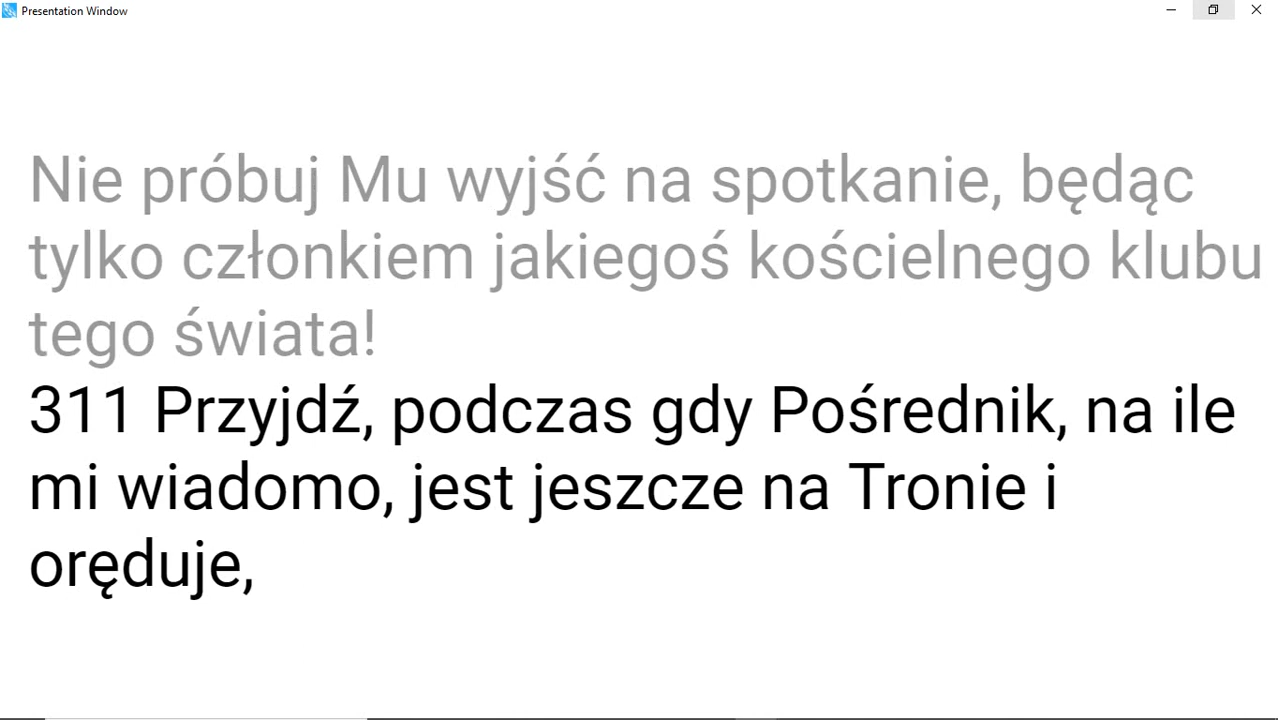 Presentation Window
Nie próbuj Mu wyjść na spotkanie, będąc
tylko członkiem jakiegoś kościelnego klubu
tego świata!
311 Przyjdź, podczas gdy Pośrednik, na ile
mi wiadomo, jest jeszcze na Tronie i
oręduje,